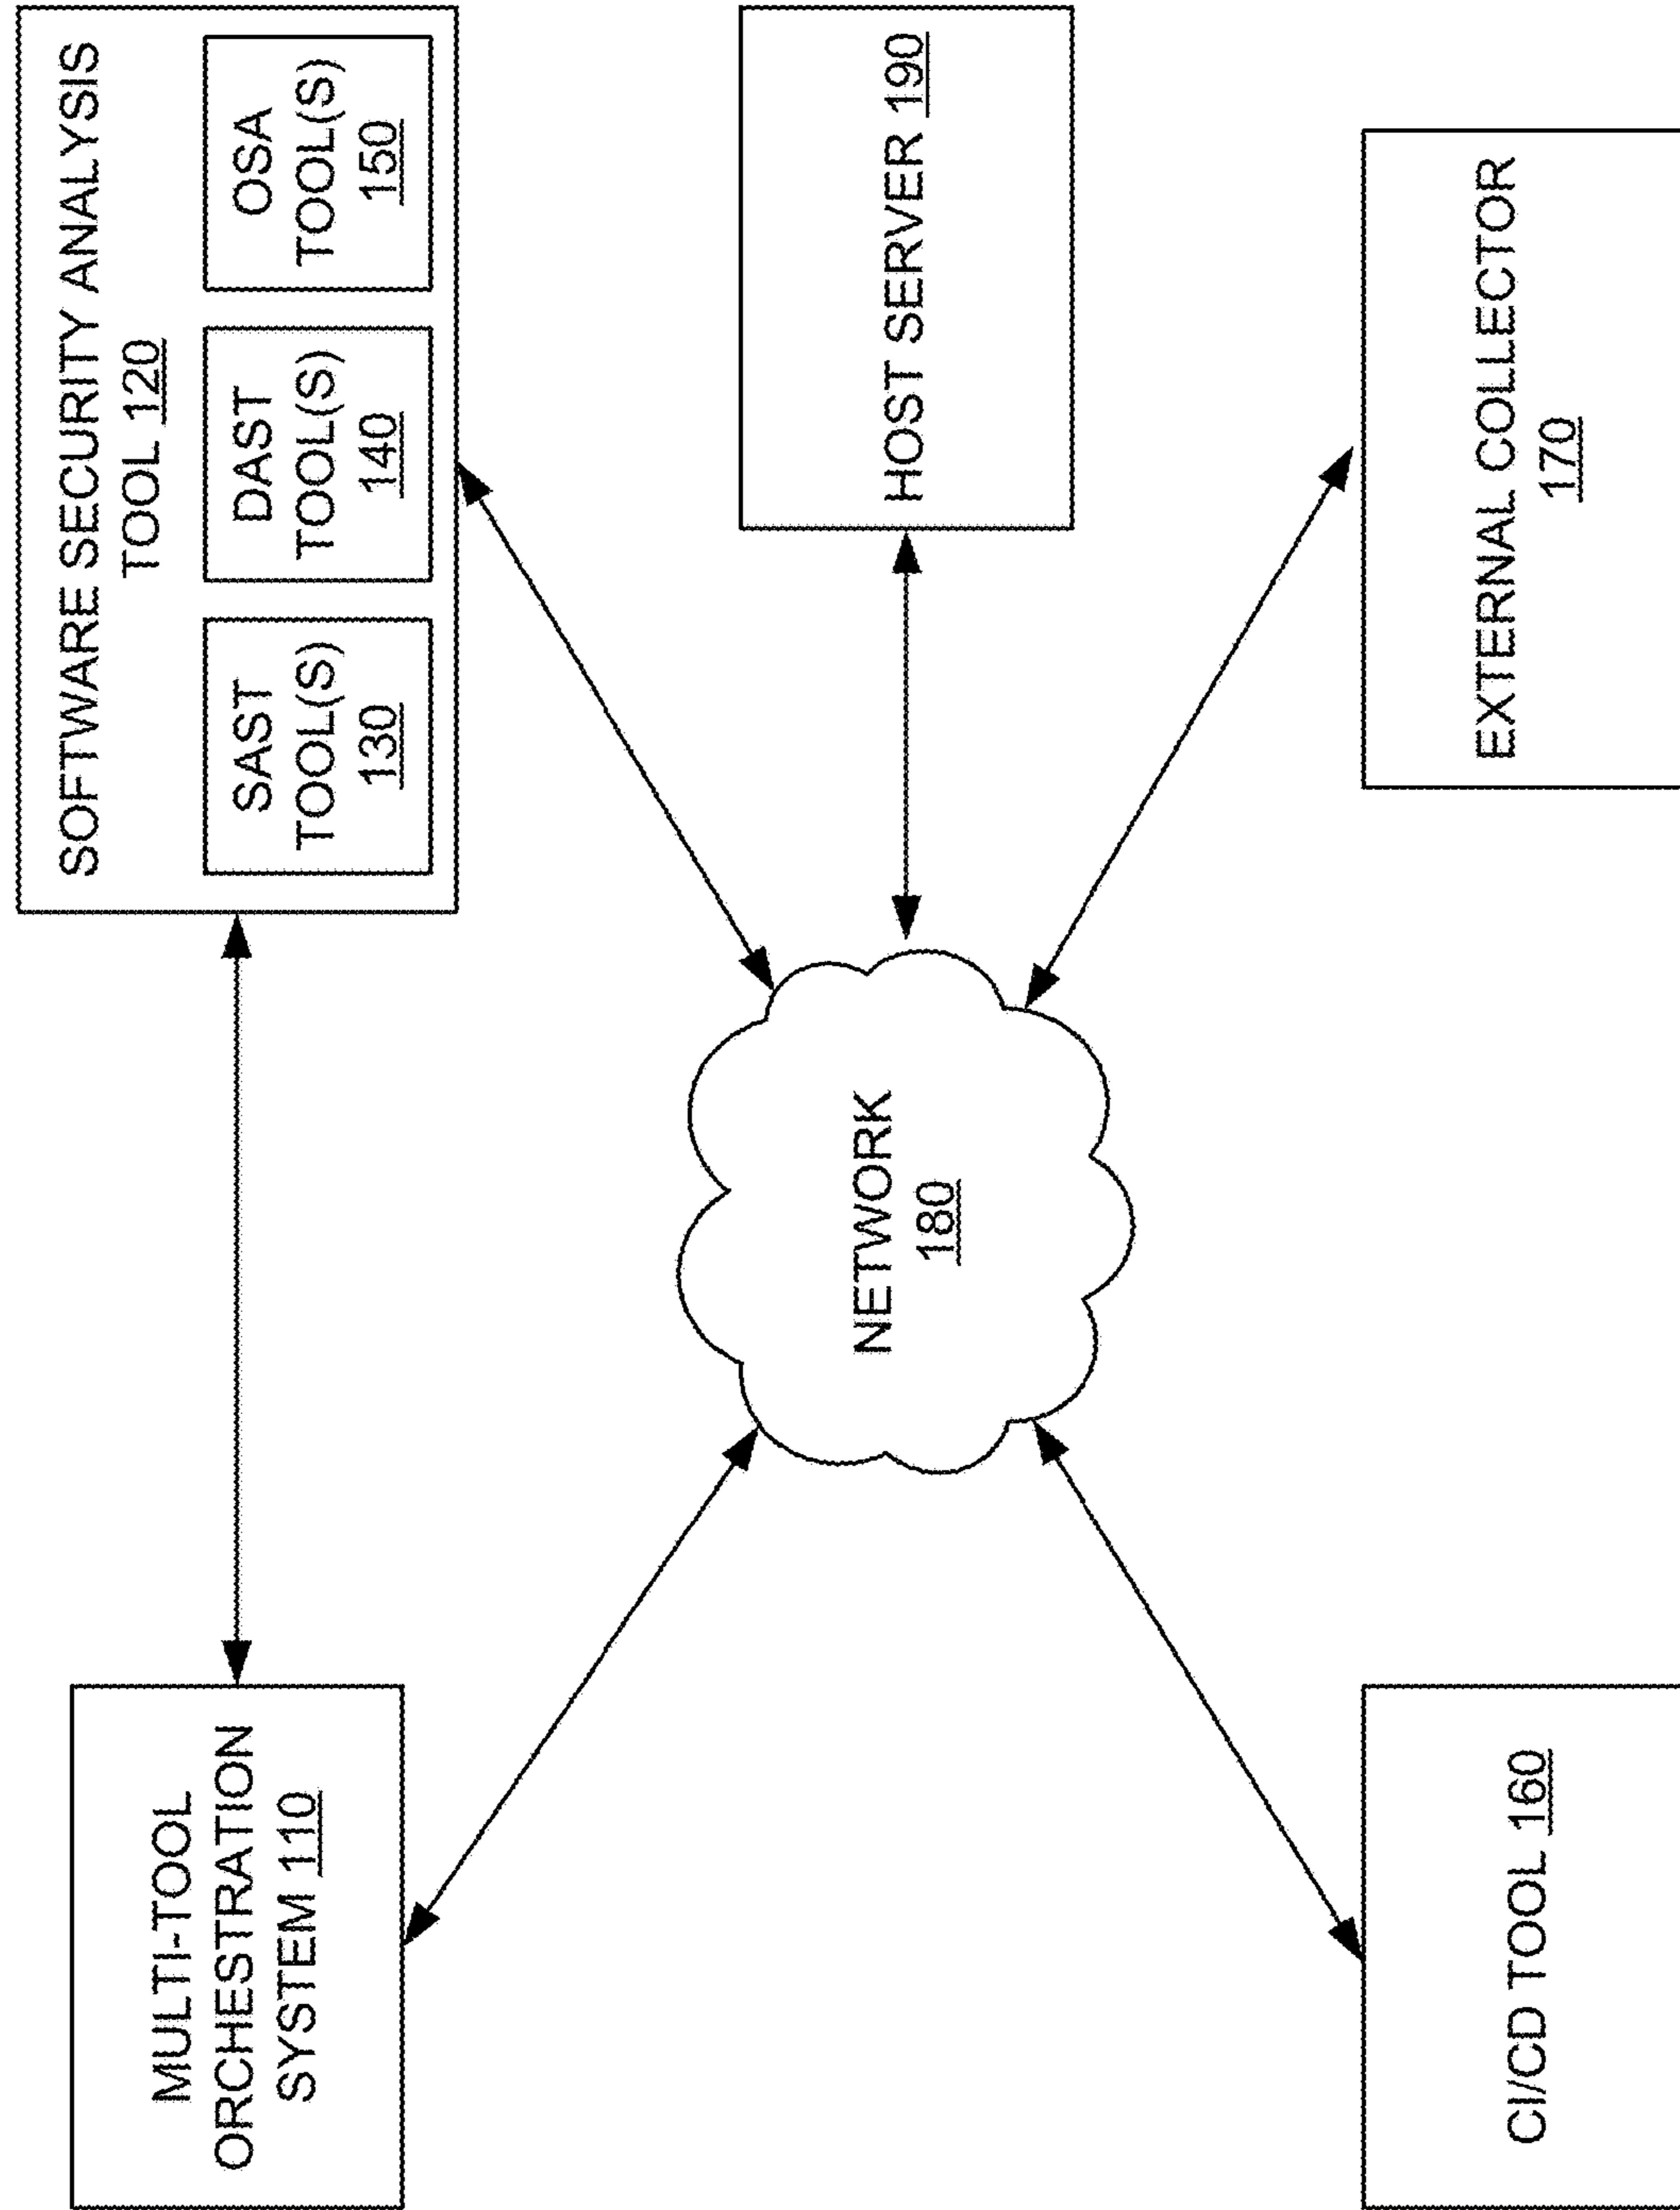 MULTI-TOOL
ORCHESTRATION
SYSTEM 110
SOFTWARE SECURITY ANALYSIS
TOOL 120
SAST
TOOL(S)
130
DAST
TOOL(S)
140
OSA
TOOL(S)
150
NETWORK
180
HOST SERVER 190
CI/CD TOOL 160
EXTERNAL COLLECTOR
170